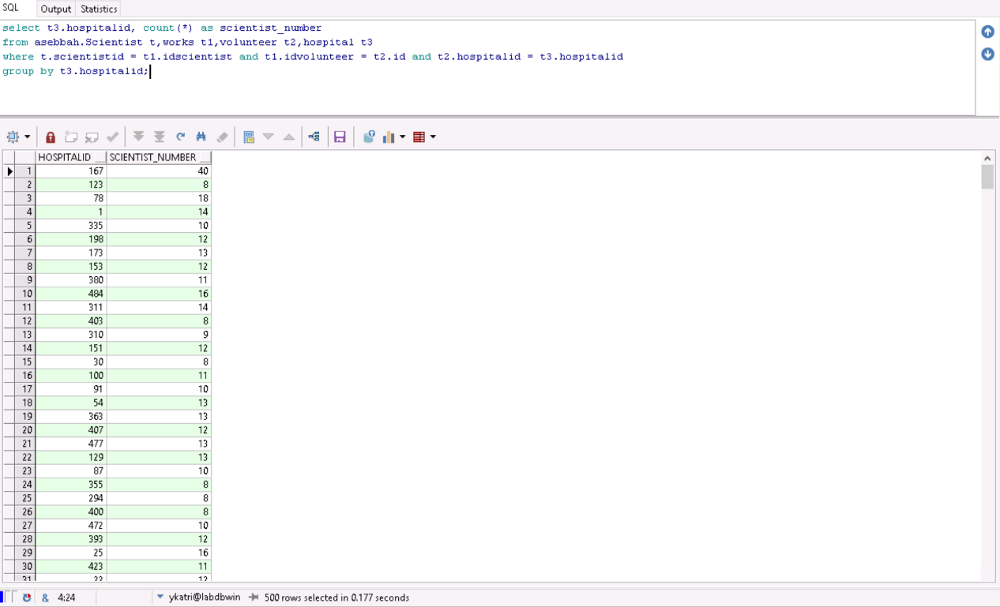 SQL Output Statistics
select t3.hospitalid, count(*) as scientist_number
from asebbah.Scientist t,works t1,volunteer t2,hospital t3
where t.scientistid = t1.idscientist and t1.idvolunteer = t2.id and t2.hospitalid = t3.hospitalid
group by t3.hospitalid;
HOSPITALID SCIENTIST_NUMBER
1 167 40
2 123 8
3 78 18
4 1 14
5 335 10
6 198 12
7 173 13
8 153 12
9 380 11
10 484 16
11 311 14
12 403 8
13 310 9
14 151 12
15 30 8
16 100 11
17 91 10
18 54 13
19 363 13
20 407 12
21 477 13
22 129 13
23 87 10
24 355 8
25 294 8
26 400 8
27 472 10
28 393 12
29 25 16
30 423 11
31
& 4:24 ykatri@labdbwin 500 rows selected in 0.177 seconds